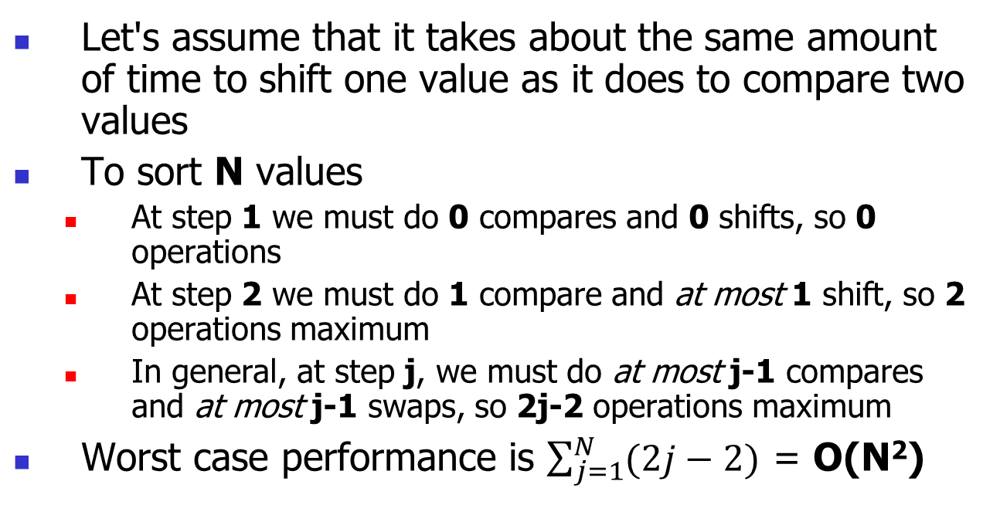 Let's assume that it takes about the same amount
of time to shift one value as it does to compare two
values
To sort N values
At step 1 we must do 0 compares and 0 shifts, so 0
operations
At step 2 we must do 1 compare and at most 1 shift, so 2
operations maximum
In general, at step j, we must do at most j-1 compares
and at most j-1 swaps, so 2j-2 operations maximum
Worst case performance is ∑_{j=1}^{N}(2j − 2) = O(N²)